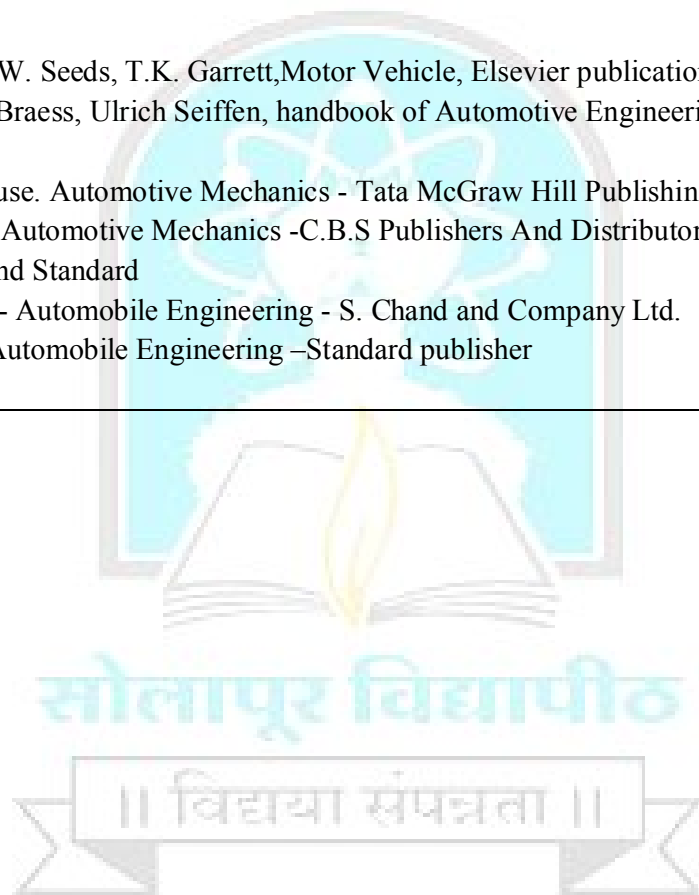 W. Seeds, T.K. Garrett,Motor Vehicle, Elsevier publication
Braess, Ulrich Seiffen, handbook of Automotive Engineeri
use. Automotive Mechanics - Tata McGraw Hill Publishin
Automotive Mechanics -C.B.S Publishers And Distributor
nd Standard
- Automobile Engineering - S. Chand and Company Ltd.
Automobile Engineering –Standard publisher
सोलापूर विद्यापीठ
|| विद्यया संपन्नता ||